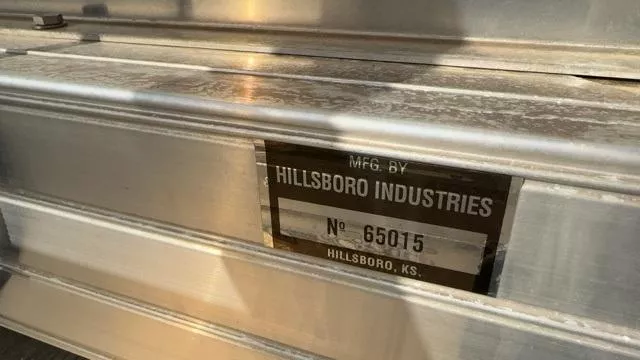 MFG. BY
HILLSBORO INDUSTRIES
Nº 65015
HILLSBORO, KS.